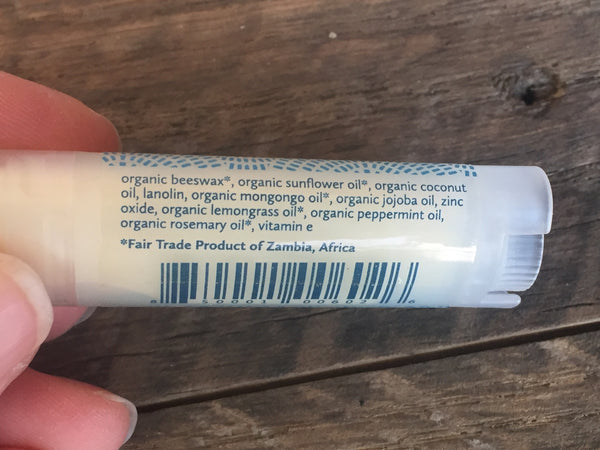 organic beeswax*, organic sunflower oil*, organic coconut
oil, lanolin, organic mongongo oil*, organic jojoba oil, zinc
oxide, organic lemongrass oil*, organic peppermint oil,
organic rosemary oil*, vitamin e
*Fair Trade Product of Zambia, Africa